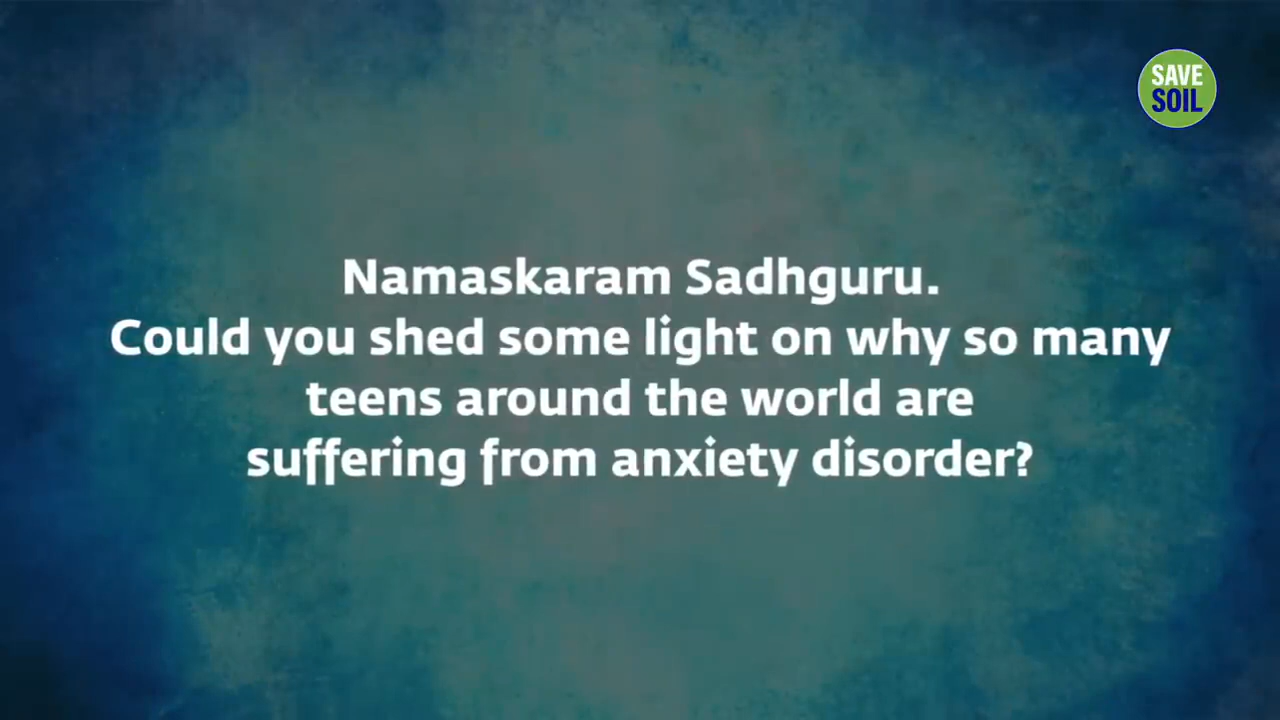 SAVE
SOIL
Namaskaram Sadhguru.
Could you shed some light on why so many
teens around the world are
suffering from anxiety disorder?